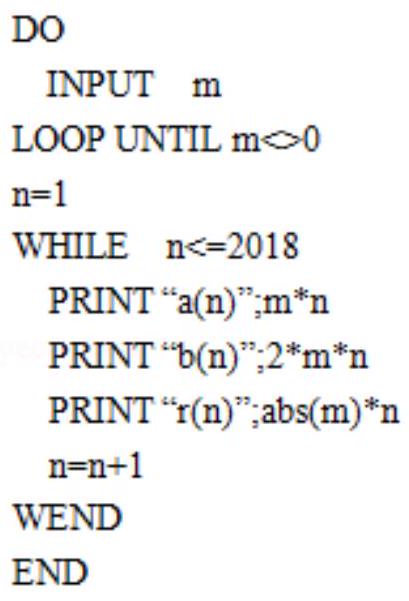 DO
INPUT m
LOOP UNTIL m<>0
n=1
WHILE n<=2018
PRINT “a(n)”;m*n
PRINT “b(n)”;2*m*n
PRINT “r(n)”;abs(m)*n
n=n+1
WEND
END